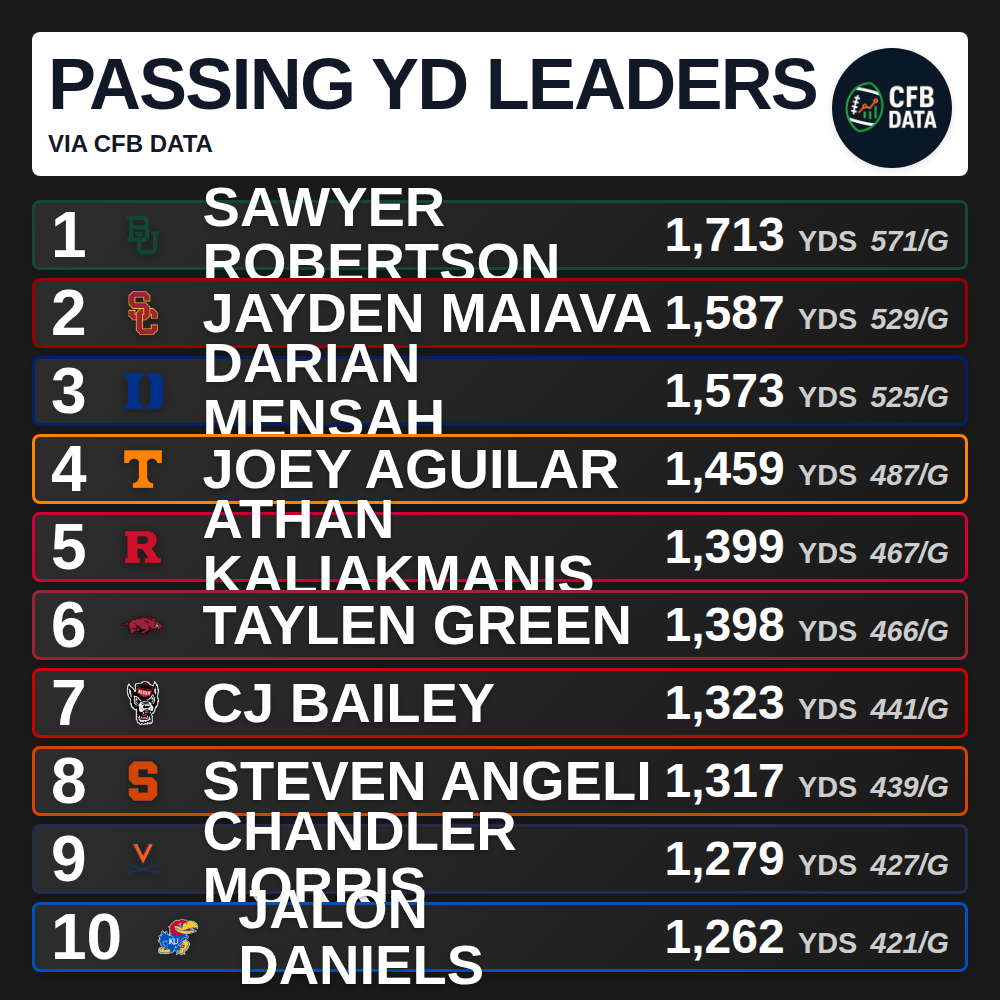 PASSING YD LEADERS
VIA CFB DATA
CFB
DATA
1 SAWYER
ROBERTSON 1,713 YDS 571/G
2 JAYDEN MAIAVA 1,587 YDS 529/G
3 DARIAN
MENSAH 1,573 YDS 525/G
4 JOEY AGUILAR 1,459 YDS 487/G
5 ATHAN
KALIAKMANIS 1,399 YDS 467/G
6 TAYLEN GREEN 1,398 YDS 466/G
7 CJ BAILEY 1,323 YDS 441/G
8 STEVEN ANGELI 1,317 YDS 439/G
9 CHANDLER
MORRIS 1,279 YDS 427/G
10 JALON
DANIELS 1,262 YDS 421/G